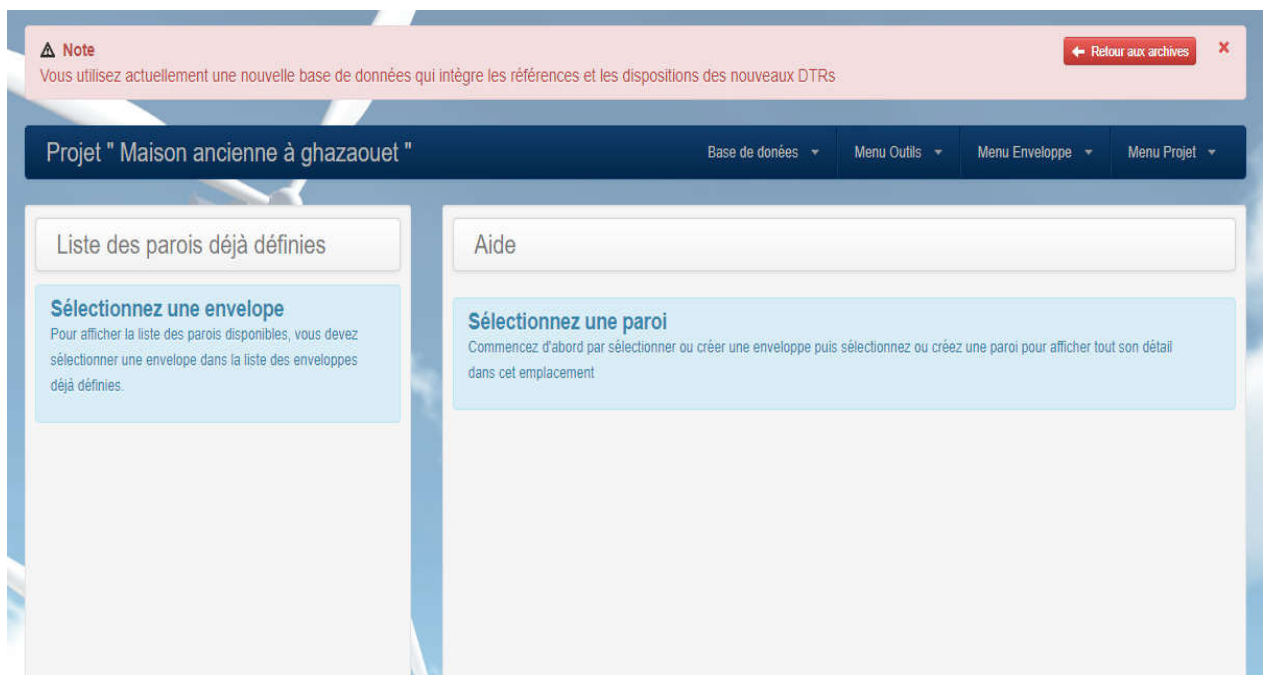 Note
Retour aux archives
Vous utilisez actuellement une nouvelle base de données qui intègre les références et les dispositions des nouveaux DTRs
Projet " Maison ancienne à ghazaouet "
Base de donées
Menu Outils
Menu Enveloppe
Menu Projet
Liste des parois déjà définies
Sélectionnez une envelope
Pour afficher la liste des parois disponibles, vous devez
sélectionner une envelope dans la liste des enveloppes
déjà définies.
Aide
Sélectionnez une paroi
Commencez d'abord par sélectionner ou créer une enveloppe puis sélectionnez ou créez une paroi pour afficher tout son détail
dans cet emplacement